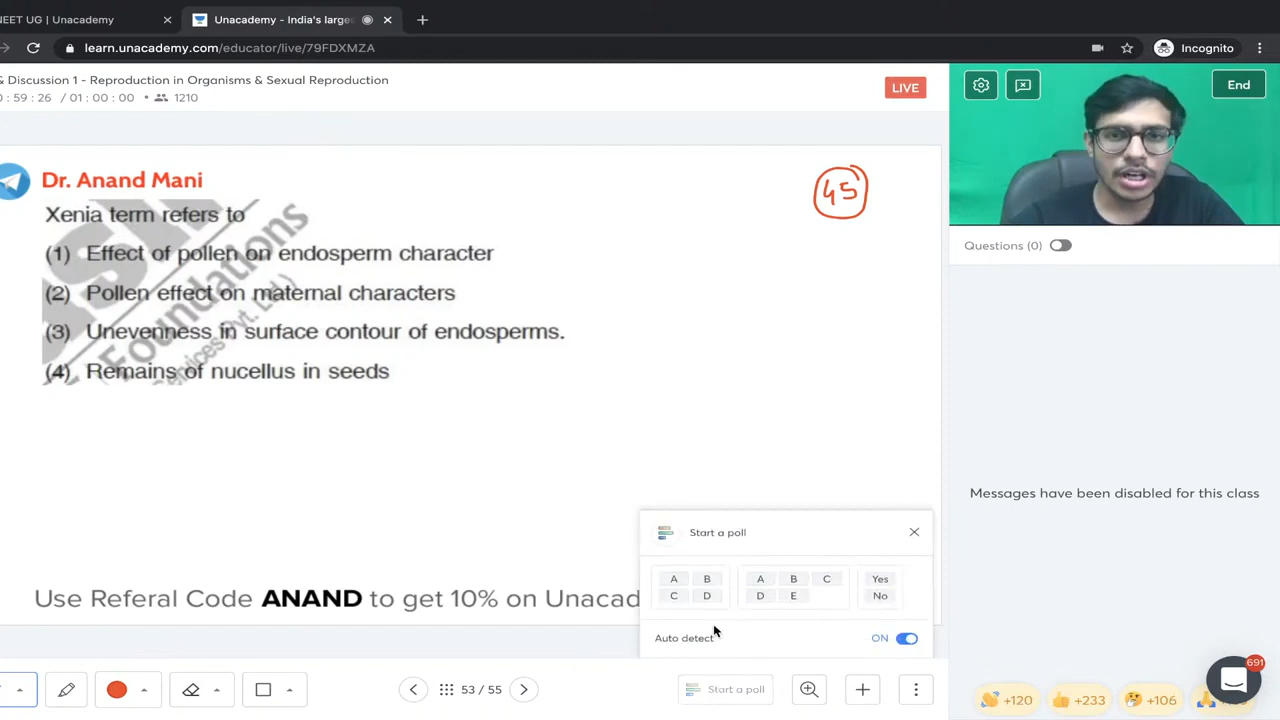 NEET UG | Unacademy
Unacademy - India's larges
learn.unacademy.com/educator/live/79FDXMZA
Incognito
& Discussion 1 - Reproduction in Organisms & Sexual Reproduction
: 59 : 26 / 01 : 00 : 00 • 1210
LIVE
End
Dr. Anand Mani
45
Xenia term refers to
(1) Effect of pollen on endosperm character
(2) Pollen effect on maternal characters
(3) Unevenness in surface contour of endosperms.
(4) Remains of nucellus in seeds
Foundations
Services Pvt. Ltd.)
Questions (0)
Messages have been disabled for this class
Start a poll
A B
C D
A B C
D E
Yes
No
Auto detect
ON
Use Referal Code ANAND to get 10% on Unacad
53 / 55
Start a poll
691
+120
+233
+106